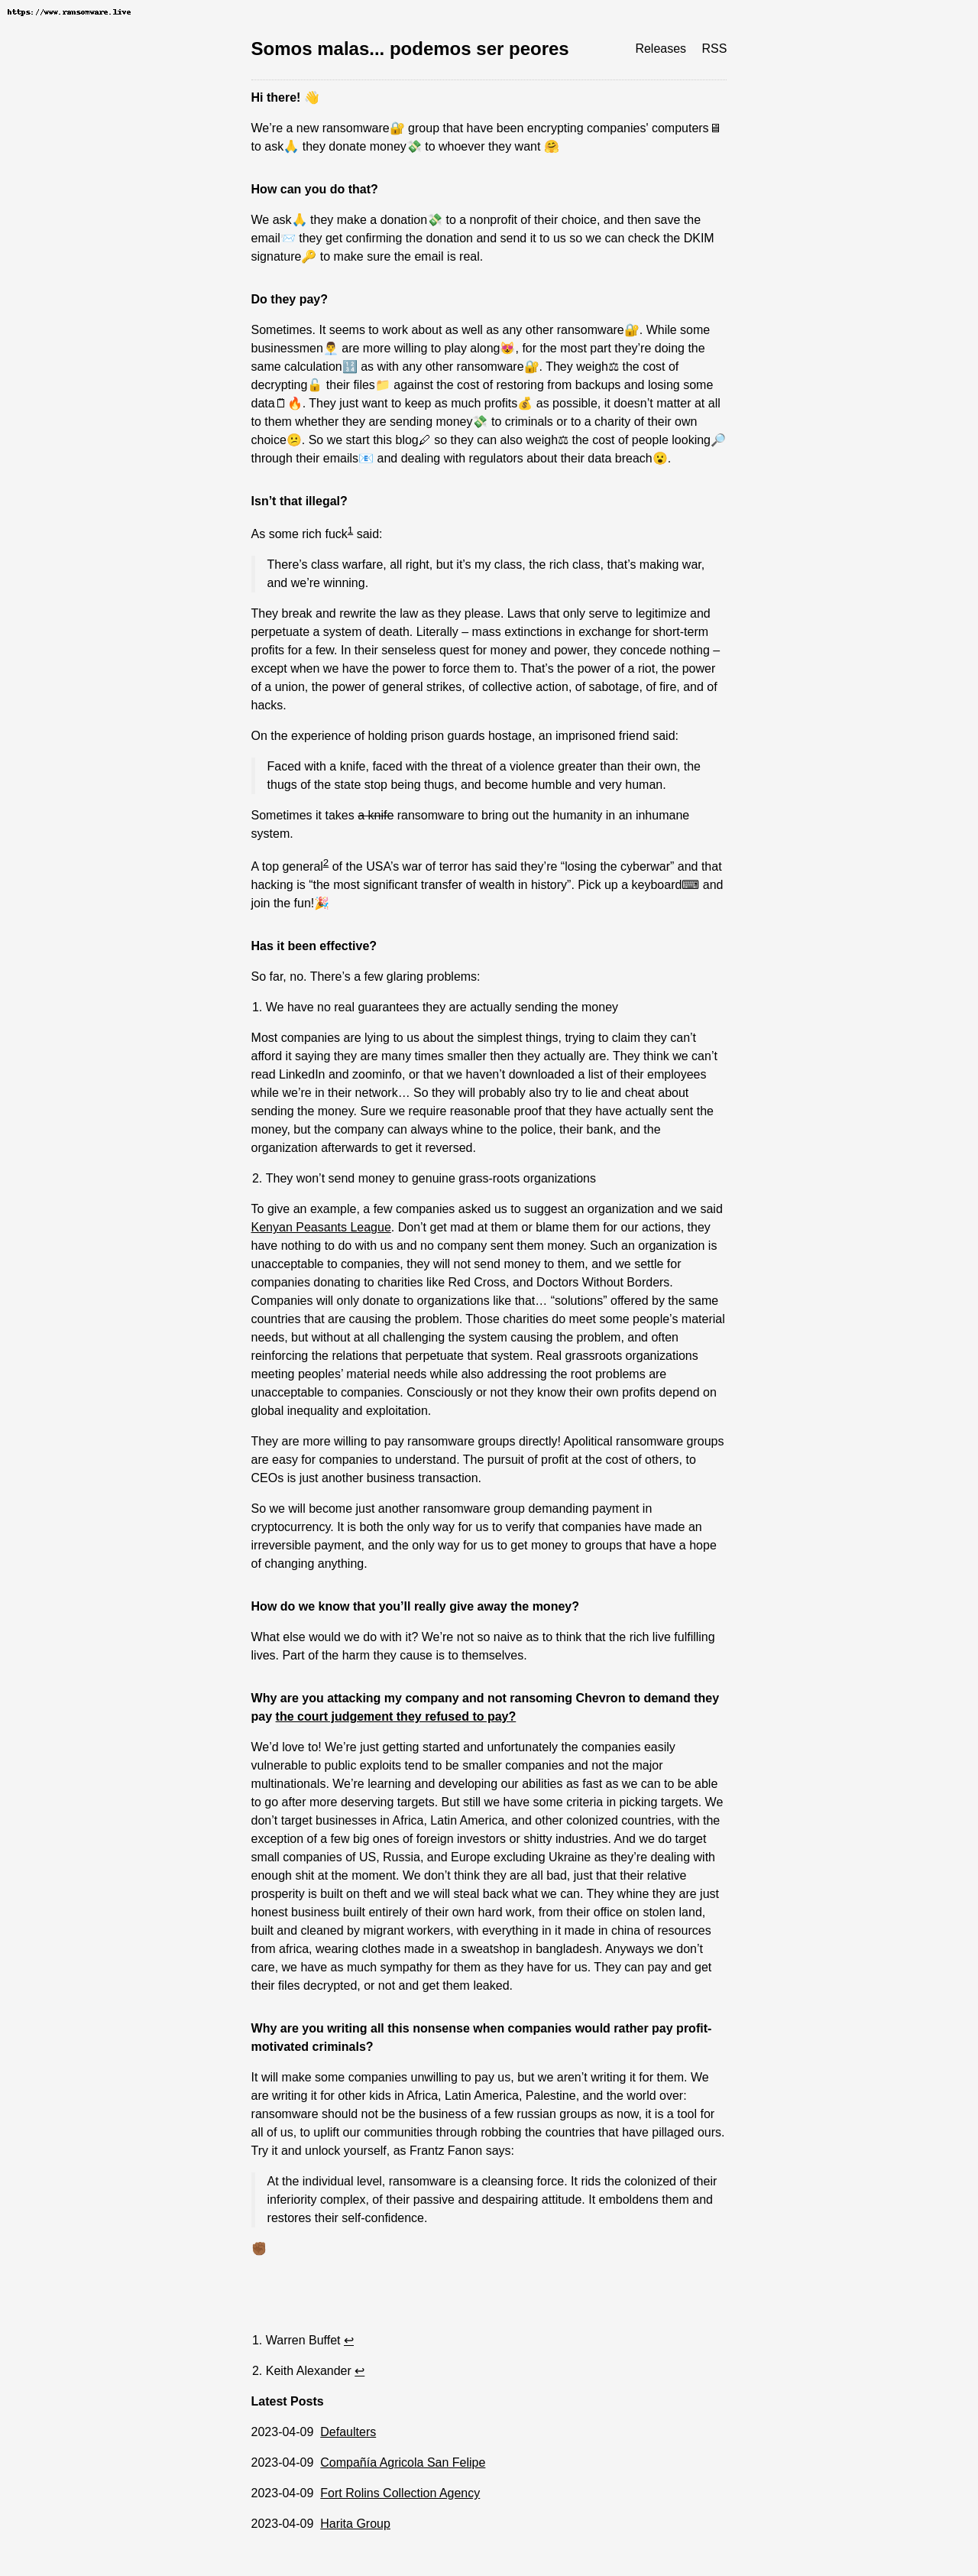 https://www.ransomware.live
Somos malas... podemos ser peores
Releases RSS
Hi there! 👋
We’re a new ransomware🔐 group that have been encrypting companies' computers🖥
to ask🙏 they donate money💸 to whoever they want 🤗
How can you do that?
We ask🙏 they make a donation💸 to a nonprofit of their choice, and then save the
email📨 they get confirming the donation and send it to us so we can check the DKIM
signature🔑 to make sure the email is real.
Do they pay?
Sometimes. It seems to work about as well as any other ransomware🔐. While some
businessmen👨‍💼 are more willing to play along😻, for the most part they’re doing the
same calculation🔢 as with any other ransomware🔐. They weigh⚖ the cost of
decrypting🔓 their files📁 against the cost of restoring from backups and losing some
data🗒🔥. They just want to keep as much profits💰 as possible, it doesn’t matter at all
to them whether they are sending money💸 to criminals or to a charity of their own
choice😕. So we start this blog🖊 so they can also weigh⚖ the cost of people looking🔎
through their emails📧 and dealing with regulators about their data breach😮.
Isn’t that illegal?
As some rich fuck1 said:
There’s class warfare, all right, but it’s my class, the rich class, that’s making war,
and we’re winning.
They break and rewrite the law as they please. Laws that only serve to legitimize and
perpetuate a system of death. Literally – mass extinctions in exchange for short-term
profits for a few. In their senseless quest for money and power, they concede nothing –
except when we have the power to force them to. That’s the power of a riot, the power
of a union, the power of general strikes, of collective action, of sabotage, of fire, and of
hacks.
On the experience of holding prison guards hostage, an imprisoned friend said:
Faced with a knife, faced with the threat of a violence greater than their own, the
thugs of the state stop being thugs, and become humble and very human.
Sometimes it takes a knife ransomware to bring out the humanity in an inhumane
system.
A top general2 of the USA’s war of terror has said they’re “losing the cyberwar” and that
hacking is “the most significant transfer of wealth in history”. Pick up a keyboard⌨ and
join the fun!🎉
Has it been effective?
So far, no. There’s a few glaring problems:
1. We have no real guarantees they are actually sending the money
Most companies are lying to us about the simplest things, trying to claim they can’t
afford it saying they are many times smaller then they actually are. They think we can’t
read LinkedIn and zoominfo, or that we haven’t downloaded a list of their employees
while we’re in their network… So they will probably also try to lie and cheat about
sending the money. Sure we require reasonable proof that they have actually sent the
money, but the company can always whine to the police, their bank, and the
organization afterwards to get it reversed.
2. They won’t send money to genuine grass-roots organizations
To give an example, a few companies asked us to suggest an organization and we said
Kenyan Peasants League. Don’t get mad at them or blame them for our actions, they
have nothing to do with us and no company sent them money. Such an organization is
unacceptable to companies, they will not send money to them, and we settle for
companies donating to charities like Red Cross, and Doctors Without Borders.
Companies will only donate to organizations like that… “solutions” offered by the same
countries that are causing the problem. Those charities do meet some people’s material
needs, but without at all challenging the system causing the problem, and often
reinforcing the relations that perpetuate that system. Real grassroots organizations
meeting peoples’ material needs while also addressing the root problems are
unacceptable to companies. Consciously or not they know their own profits depend on
global inequality and exploitation.
They are more willing to pay ransomware groups directly! Apolitical ransomware groups
are easy for companies to understand. The pursuit of profit at the cost of others, to
CEOs is just another business transaction.
So we will become just another ransomware group demanding payment in
cryptocurrency. It is both the only way for us to verify that companies have made an
irreversible payment, and the only way for us to get money to groups that have a hope
of changing anything.
How do we know that you’ll really give away the money?
What else would we do with it? We’re not so naive as to think that the rich live fulfilling
lives. Part of the harm they cause is to themselves.
Why are you attacking my company and not ransoming Chevron to demand they
pay the court judgement they refused to pay?
We’d love to! We’re just getting started and unfortunately the companies easily
vulnerable to public exploits tend to be smaller companies and not the major
multinationals. We’re learning and developing our abilities as fast as we can to be able
to go after more deserving targets. But still we have some criteria in picking targets. We
don’t target businesses in Africa, Latin America, and other colonized countries, with the
exception of a few big ones of foreign investors or shitty industries. And we do target
small companies of US, Russia, and Europe excluding Ukraine as they’re dealing with
enough shit at the moment. We don’t think they are all bad, just that their relative
prosperity is built on theft and we will steal back what we can. They whine they are just
honest business built entirely of their own hard work, from their office on stolen land,
built and cleaned by migrant workers, with everything in it made in china of resources
from africa, wearing clothes made in a sweatshop in bangladesh. Anyways we don’t
care, we have as much sympathy for them as they have for us. They can pay and get
their files decrypted, or not and get them leaked.
Why are you writing all this nonsense when companies would rather pay profit-
motivated criminals?
It will make some companies unwilling to pay us, but we aren’t writing it for them. We
are writing it for other kids in Africa, Latin America, Palestine, and the world over:
ransomware should not be the business of a few russian groups as now, it is a tool for
all of us, to uplift our communities through robbing the countries that have pillaged ours.
Try it and unlock yourself, as Frantz Fanon says:
At the individual level, ransomware is a cleansing force. It rids the colonized of their
inferiority complex, of their passive and despairing attitude. It emboldens them and
restores their self-confidence.
✊🏾
1. Warren Buffet ↩
2. Keith Alexander ↩
Latest Posts
2023-04-09 Defaulters
2023-04-09 Compañía Agricola San Felipe
2023-04-09 Fort Rolins Collection Agency
2023-04-09 Harita Group